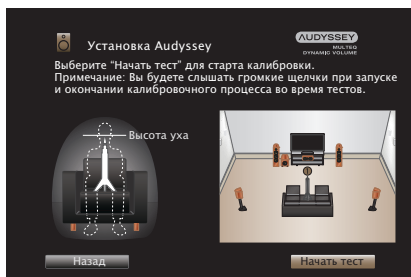 Установка Audyssey
AUDYSSEY
MULTEQ
DYNAMIC VOLUME
Выберите “Начать тест” для старта калибровки.
Примечание: Вы будете слышать громкие щелчки при запуске
и окончании калибровочного процесса во время тестов.
Высота уха
Назад
Начать тест